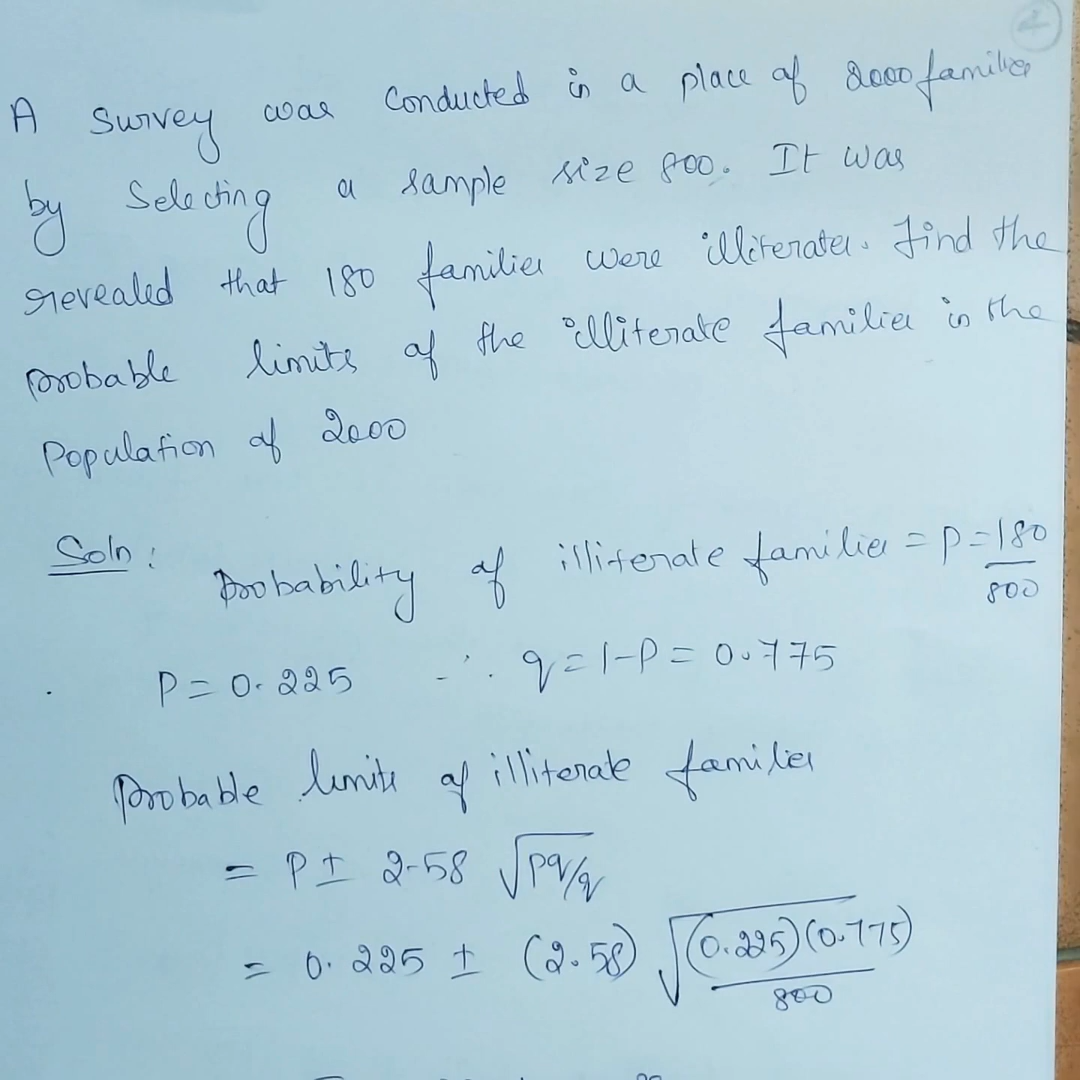 2
A survey was conducted in a place of 2000 families
by Selecting a sample size 800. It was
revealed that 180 families were illiterates. Find the
probable limits of the illiterate families in the
Population of 2000
Soln: Probability of illiterate families = P = 180/800
P = 0.225 ∴ q = 1-P = 0.775
Probable limits of illiterate families
= P ± 2.58 √pq/q
= 0.225 ± (2.58) √(0.225)(0.775)/800